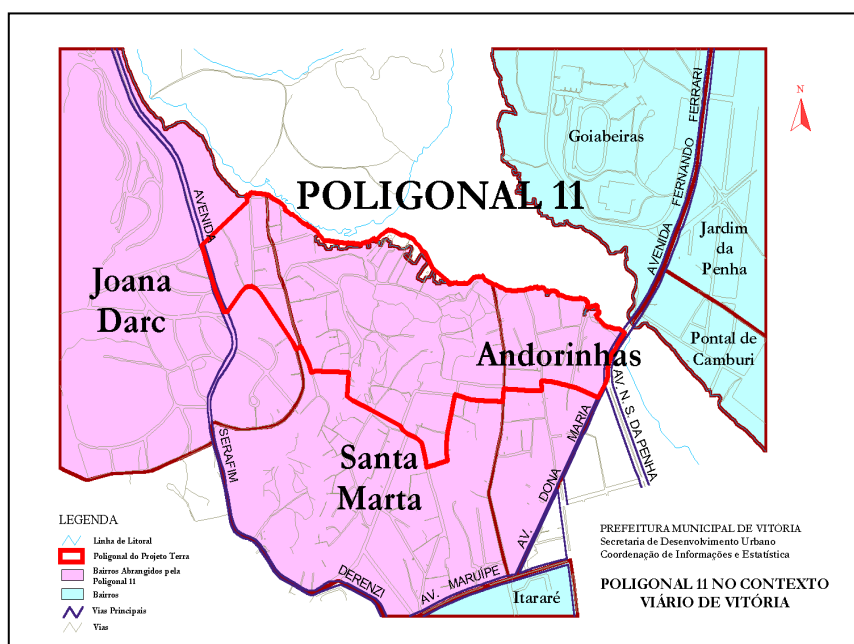 N
Goiabeiras
AVENIDA FERNANDO FERRARI
POLIGONAL 11
AVENIDA
Jardim
da
Penha
Joana
Darc
Pontal de
Camburi
Andorinhas
AV. N. S. DA PENHA
SERAFIM
Santa
Marta
AV. DONA MARIA
LEGENDA
Linha de Litoral
Poligonal do Projeto Terra
Bairros Abrangidos pela
Poligonal 11
Bairros
Vias Principais
Vias
DERENZI
AV. MARUÍPE
Itararé
PREFEITURA MUNICIPAL DE VITÓRIA
Secretaria de Desenvolvimento Urbano
Coordenação de Informações e Estatística
POLIGONAL 11 NO CONTEXTO
VIÁRIO DE VITÓRIA